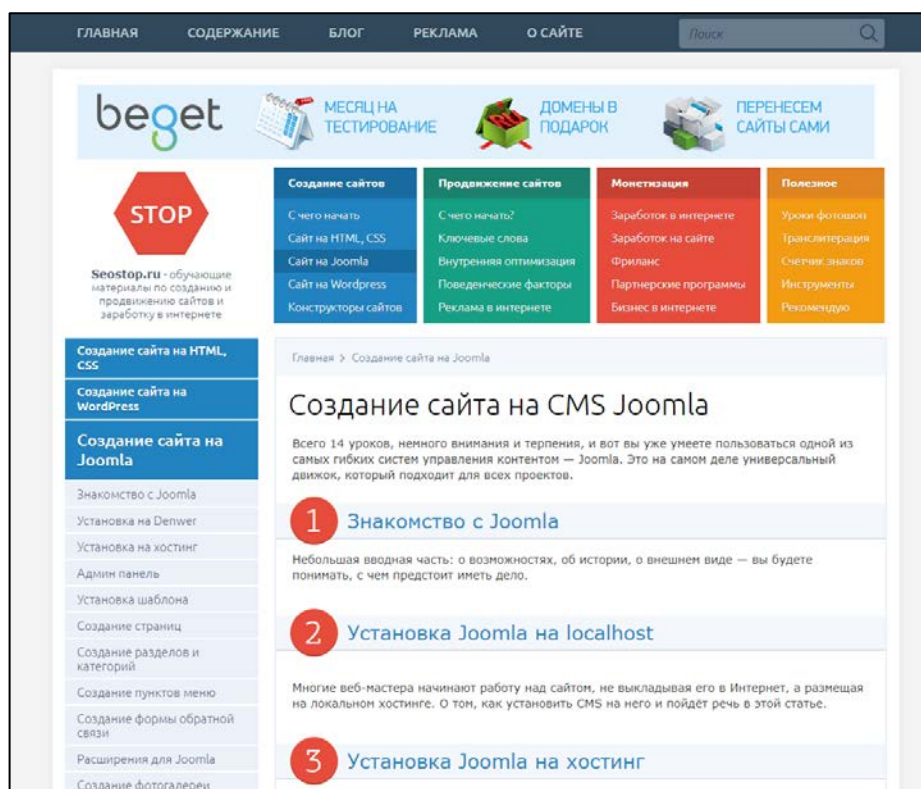 ГЛАВНАЯ СОДЕРЖАНИЕ БЛОГ РЕКЛАМА О САЙТЕ Поиск
beget
МЕСЯЦ НА
ТЕСТИРОВАНИЕ
ДОМЕНЫ В
ПОДАРОК
ПЕРЕНЕСЕМ
САЙТЫ САМИ
STOP
Seostop.ru - обучающие
материалы по созданию и
продвижению сайтов и
заработку в интернете
Создание сайтов
С чего начать
Сайт на HTML, CSS
Сайт на Joomla
Сайт на Wordpress
Конструкторы сайтов
Продвижение сайтов
С чего начать?
Ключевые слова
Внутренняя оптимизация
Поведенческие факторы
Реклама в интернете
Монетизация
Заработок в интернете
Заработок на сайте
Фриланс
Партнерские программы
Бизнес в интернете
Полезное
Уроки фотошоп
Транслитерация
Счетчик знаков
Инструменты
Рекомендую
Создание сайта на HTML,
CSS
Создание сайта на
WordPress
Создание сайта на
Joomla
Знакомство с Joomla
Установка на Denwer
Установка на хостинг
Админ панель
Установка шаблона
Создание страниц
Создание разделов и
категорий
Создание пунктов меню
Создание формы обратной
связи
Расширения для Joomla
Создание фотогалереи
Главная > Создание сайта на Joomla
Создание сайта на CMS Joomla
Всего 14 уроков, немного внимания и терпения, и вот вы уже умеете пользоваться одной из
самых гибких систем управления контентом — Joomla. Это на самом деле универсальный
движок, который подходит для всех проектов.
1 Знакомство с Joomla
Небольшая вводная часть: о возможностях, об истории, о внешнем виде — вы будете
понимать, с чем предстоит иметь дело.
2 Установка Joomla на localhost
Многие веб-мастера начинают работу над сайтом, не выкладывая его в Интернет, а размещая
на локальном хостинге. О том, как установить CMS на него и пойдёт речь в этой статье.
3 Установка Joomla на хостинг